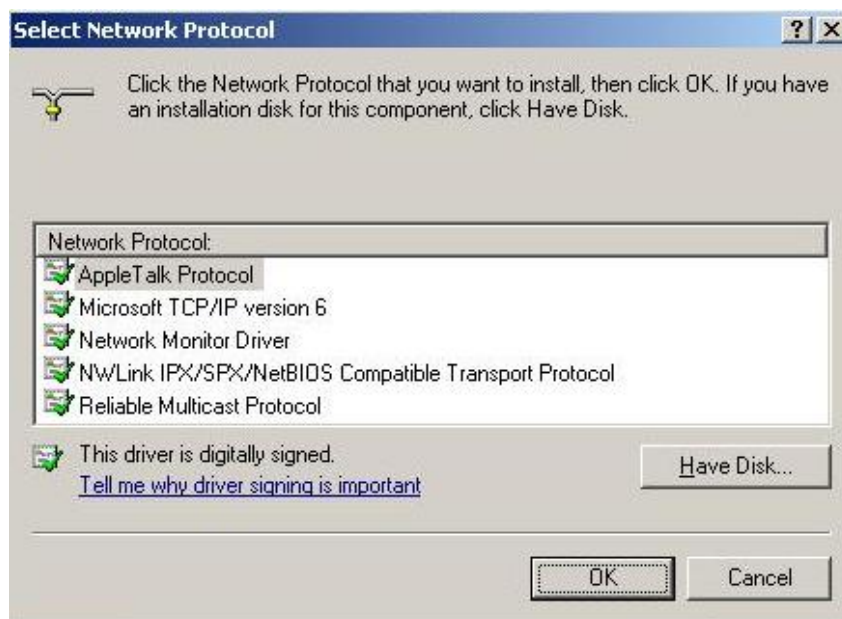 Select Network Protocol
Click the Network Protocol that you want to install, then click OK. If you have
an installation disk for this component, click Have Disk.
Network Protocol:
AppleTalk Protocol
Microsoft TCP/IP version 6
Network Monitor Driver
NWLink IPX/SPX/NetBIOS Compatible Transport Protocol
Reliable Multicast Protocol
This driver is digitally signed.
Tell me why driver signing is important
Have Disk...
OK Cancel